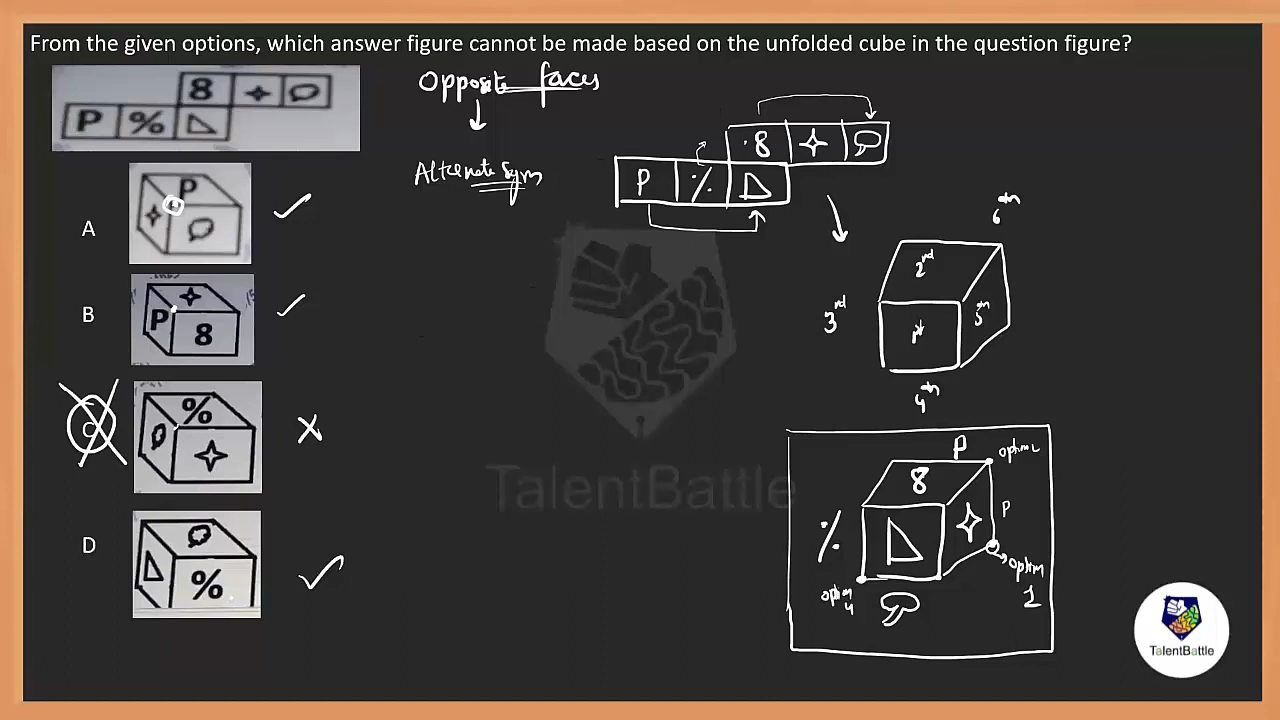 From the given options, which answer figure cannot be made based on the unfolded cube in the question figure?
8
P %
Opposite faces
Alternate sym
8
P %
A
P
B
P 8
C
%
D
%
2nd
1st
3rd
5th
6th
4th
P
option 2
8
P
%
option 4
option 1
TalentBattle
TalentBattle